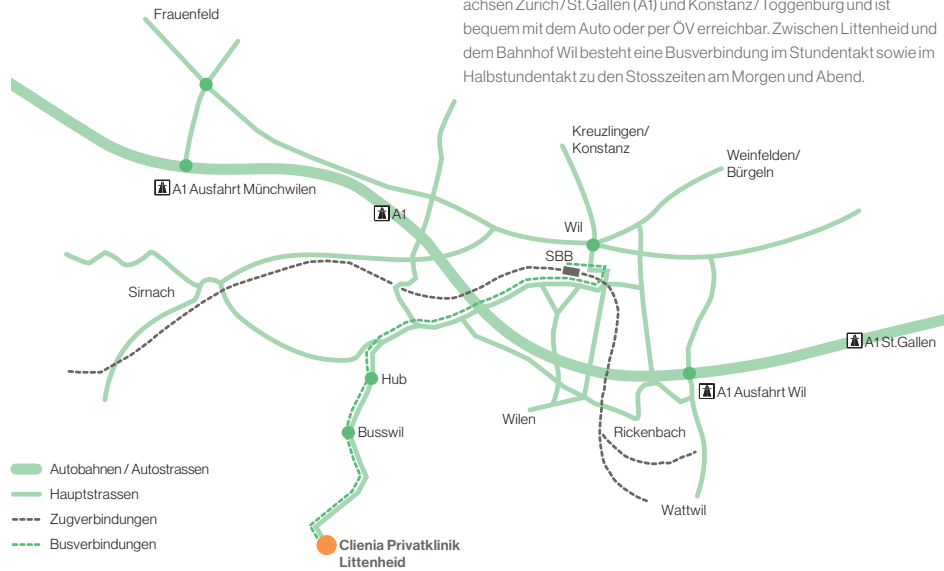 achsen Zürich/St.Gallen (A1) und Konstanz/Toggenburg und ist
bequem mit dem Auto oder per ÖV erreichbar. Zwischen Littenheid und
dem Bahnhof Wil besteht eine Busverbindung im Stundentakt sowie im
Halbstundentakt zu den Stosszeiten am Morgen und Abend.
Frauenfeld
Kreuzlingen/
Konstanz
Weinfelden/
Bürgeln
A1 Ausfahrt Münchwilen
A1
Wil
SBB
Sirnach
A1 St.Gallen
Hub
A1 Ausfahrt Wil
Wilen
Busswil
Rickenbach
Wattwil
Autobahnen / Autostrassen
Hauptstrassen
Zugverbindungen
Busverbindungen
Clienia Privatklinik
Littenheid